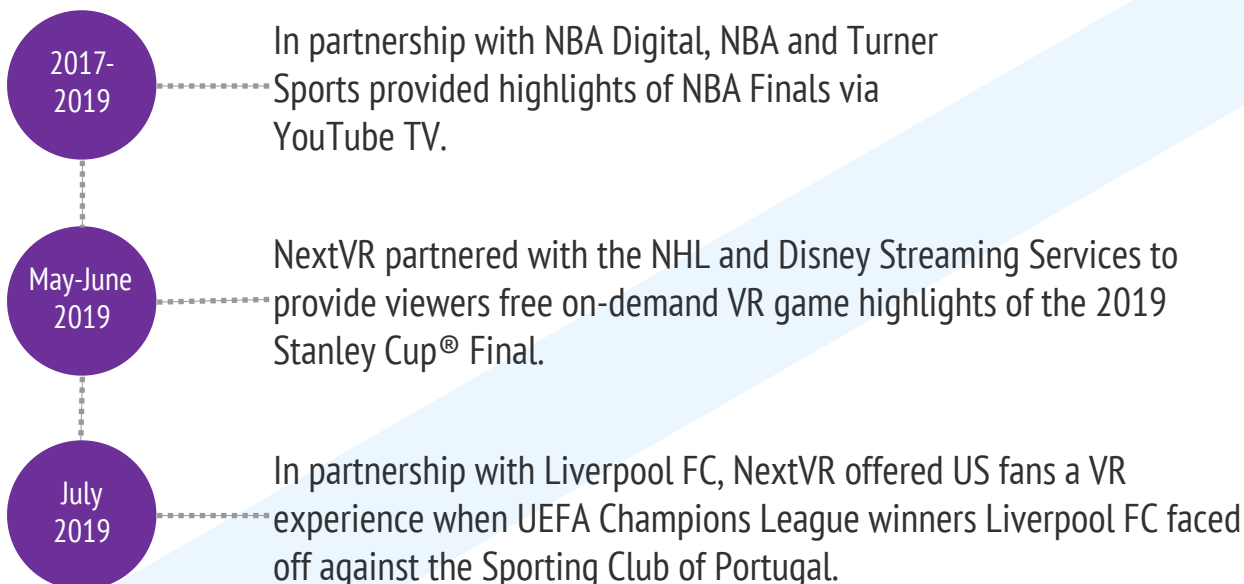 2017-
2019
In partnership with NBA Digital, NBA and Turner
Sports provided highlights of NBA Finals via
YouTube TV.
May-June
2019
NextVR partnered with the NHL and Disney Streaming Services to
provide viewers free on-demand VR game highlights of the 2019
Stanley Cup® Final.
July
2019
In partnership with Liverpool FC, NextVR offered US fans a VR
experience when UEFA Champions League winners Liverpool FC faced
off against the Sporting Club of Portugal.